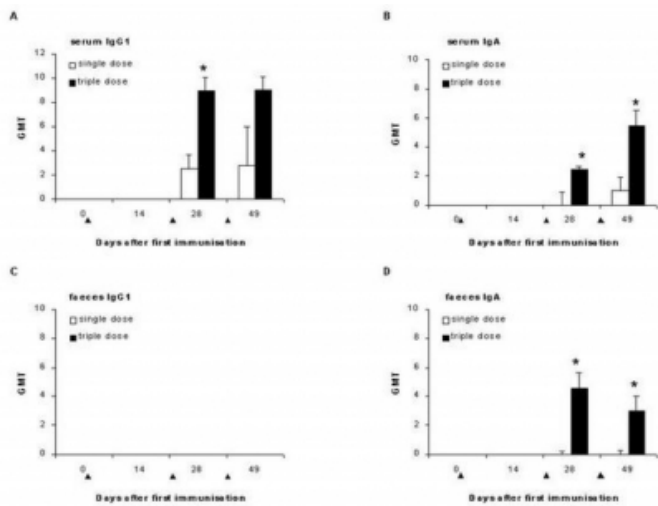 A
serum IgG1
single dose
triple dose
*
12
10
8
6
4
2
0
GMT
0 14 28 49
Days after first immunisation
B
serum IgA
single dose
triple dose
*
*
10
8
6
4
2
0
GMT
0 14 28 49
Days after first immunisation
C
faeces IgG1
single dose
triple dose
10
8
6
4
2
0
GMT
0 14 28 49
Days after first immunisation
D
faeces IgA
single dose
triple dose
*
*
10
8
6
4
2
0
GMT
0 14 28 49
Days after first immunisation